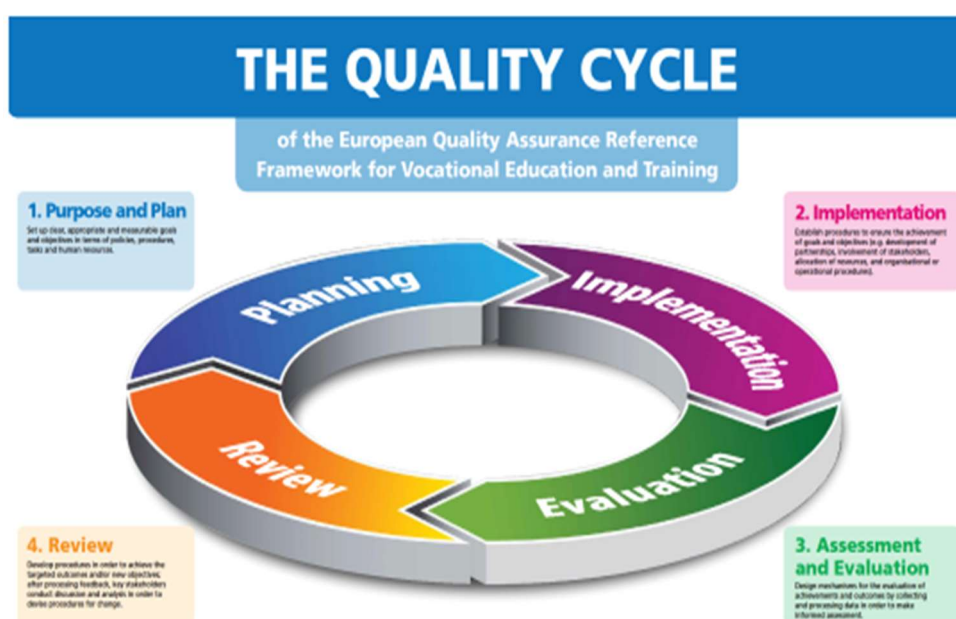 THE QUALITY CYCLE
of the European Quality Assurance Reference
Framework for Vocational Education and Training
1. Purpose and Plan
Set up clear, appropriate and measurable goals
and objectives in terms of policies, procedures,
tasks and human resources.
2. Implementation
Establish procedures to ensure the achievement
of goals and objectives (e.g. development of
partnerships, involvement of stakeholders,
allocation of resources, and organisational or
operational procedures).
Planning
Implementation
Review
Evaluation
4. Review
Develop procedures in order to achieve the
targeted outcomes and/or new objectives;
after processing feedback, key stakeholders
conduct discussion and analysis in order to
devise procedures for change.
3. Assessment
and Evaluation
Design mechanisms for the evaluation of
achievements and outcomes by collecting
and processing data in order to make
informed assessment.